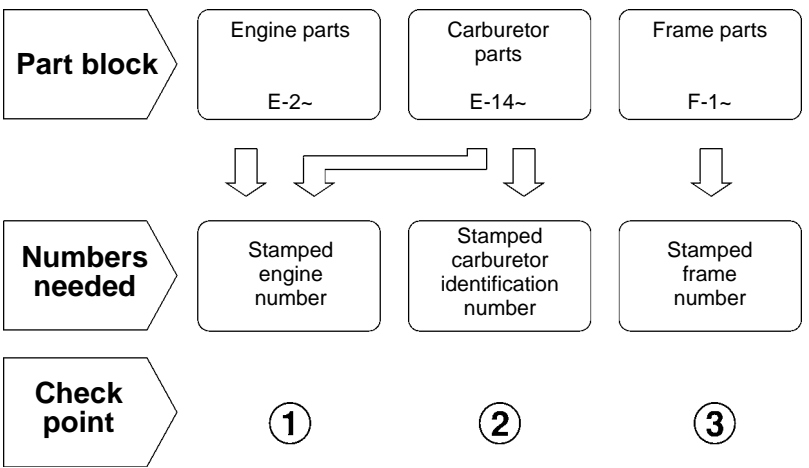 Part block
Engine parts
E-2~
Carburetor
parts
E-14~
Frame parts
F-1~
Numbers
needed
Stamped
engine
number
Stamped
carburetor
identification
number
Stamped
frame
number
Check
point
①
②
③